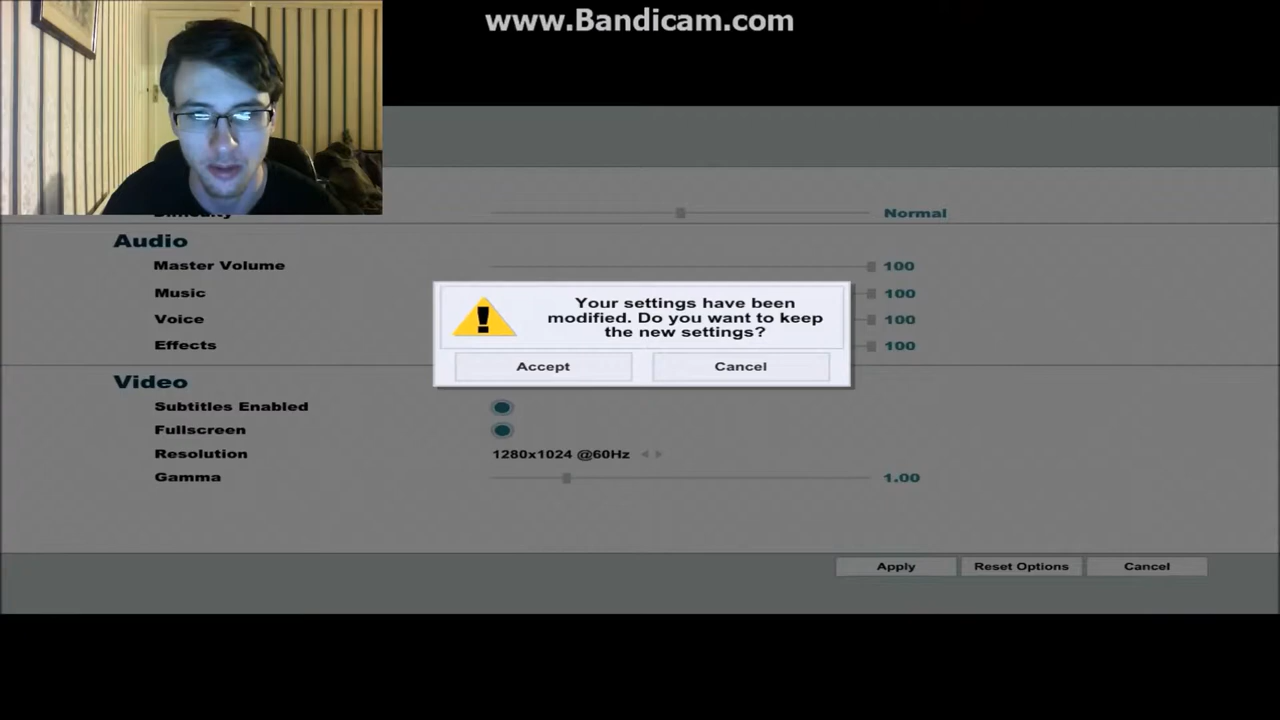 www.Bandicam.com
Difficulty Normal
Audio
Master Volume 100
Music 100
Voice 100
Effects 100
Your settings have been
modified. Do you want to keep
the new settings?
Accept Cancel
Video
Subtitles Enabled
Fullscreen
Resolution 1280x1024 @60Hz
Gamma 1.00
Apply Reset Options Cancel